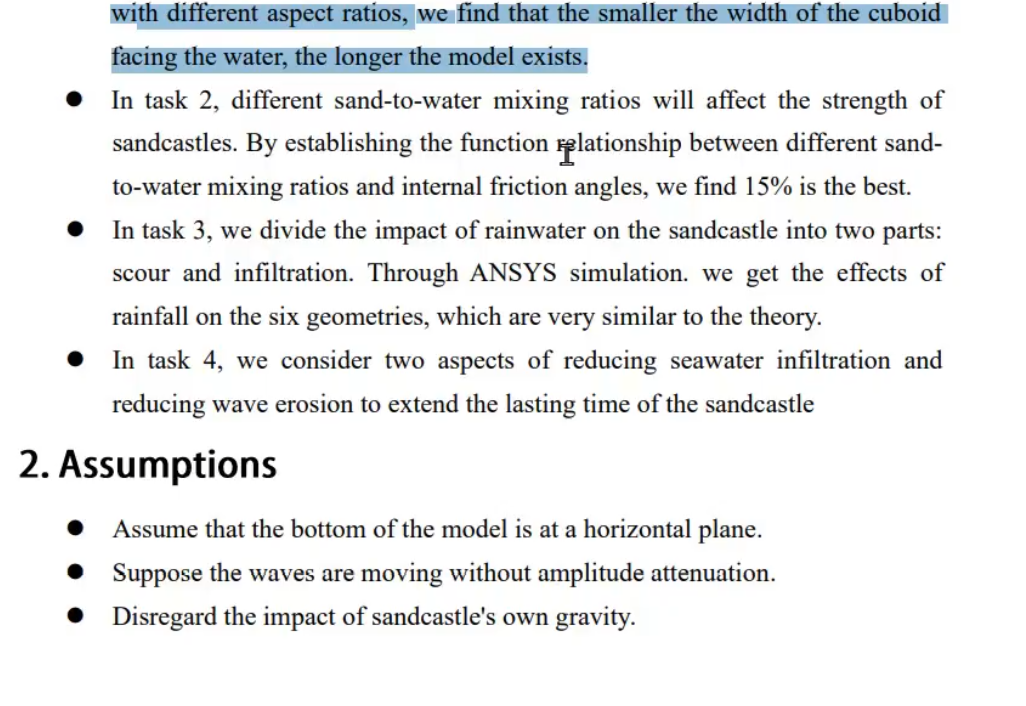 with different aspect ratios, we find that the smaller the width of the cuboid
facing the water, the longer the model exists.
● In task 2, different sand-to-water mixing ratios will affect the strength of
sandcastles. By establishing the function relationship between different sand-
to-water mixing ratios and internal friction angles, we find 15% is the best.
● In task 3, we divide the impact of rainwater on the sandcastle into two parts:
scour and infiltration. Through ANSYS simulation. we get the effects of
rainfall on the six geometries, which are very similar to the theory.
● In task 4, we consider two aspects of reducing seawater infiltration and
reducing wave erosion to extend the lasting time of the sandcastle
2. Assumptions
● Assume that the bottom of the model is at a horizontal plane.
● Suppose the waves are moving without amplitude attenuation.
● Disregard the impact of sandcastle's own gravity.